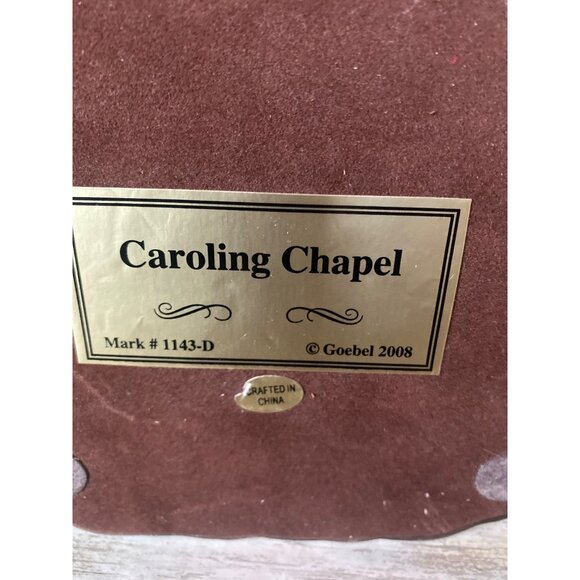 Caroling Chapel
Mark # 1143-D © Goebel 2008
CRAFTED IN
CHINA